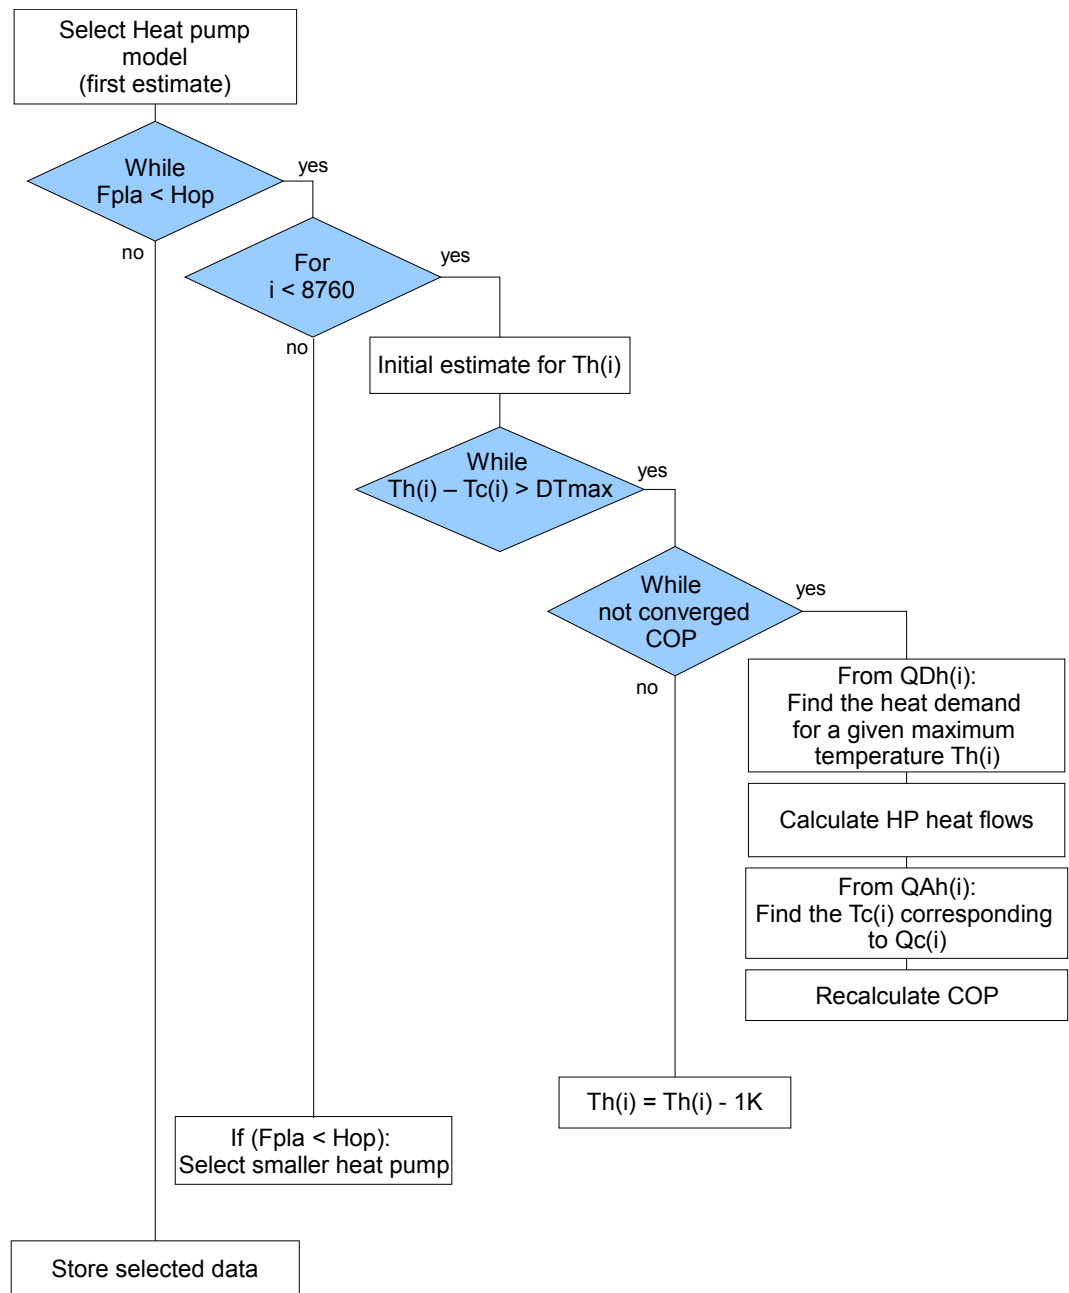 Select Heat pump
model
(first estimate)
While
Fpla < Hop
yes
no
For
i < 8760
yes
no
Initial estimate for Th(i)
While
Th(i) – Tc(i) > DTmax
yes
While
not converged
COP
yes
no
From QDh(i):
Find the heat demand
for a given maximum
temperature Th(i)
Calculate HP heat flows
From QAh(i):
Find the Tc(i) corresponding
to Qc(i)
Recalculate COP
Th(i) = Th(i) - 1K
If (Fpla < Hop):
Select smaller heat pump
Store selected data